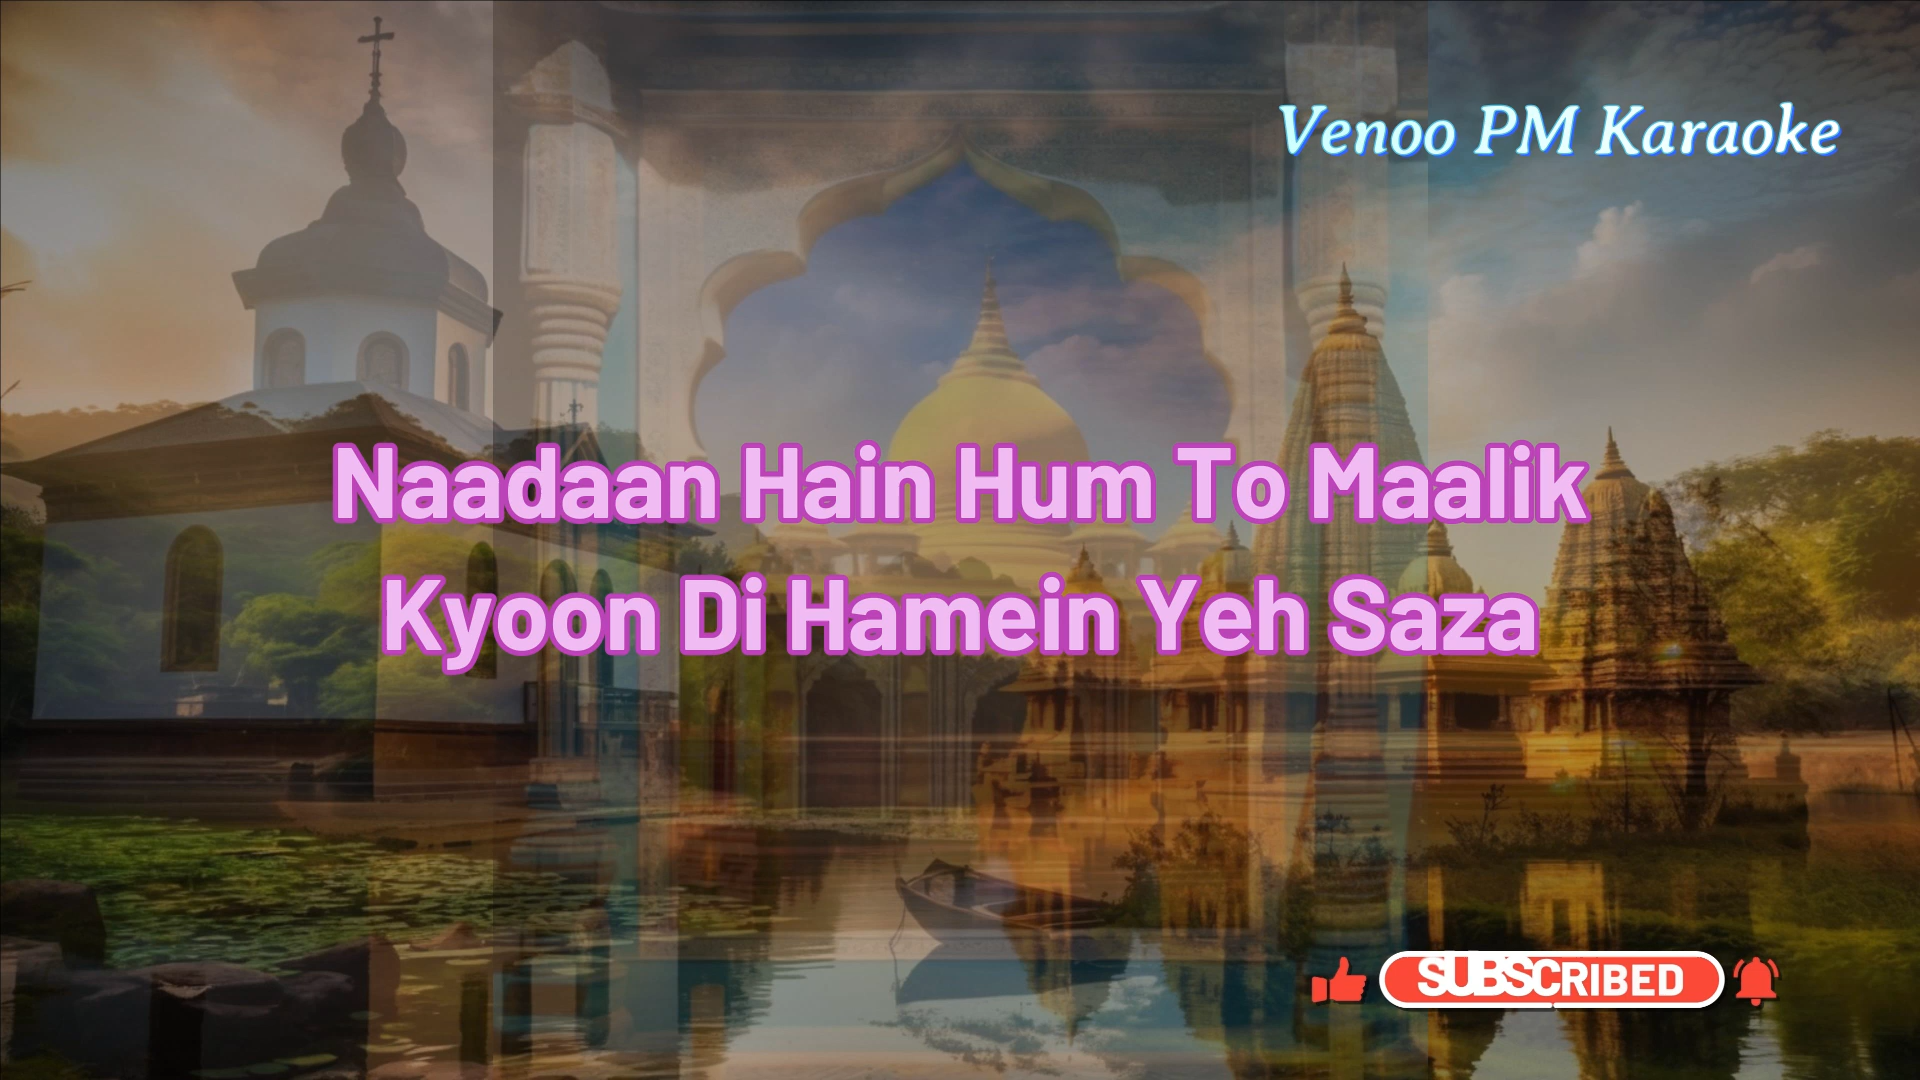 Venoo PM Karaoke
Naadaan Hain Hum To Maalik
Kyoon Di Hamein Yeh Saza
SUBSCRIBED